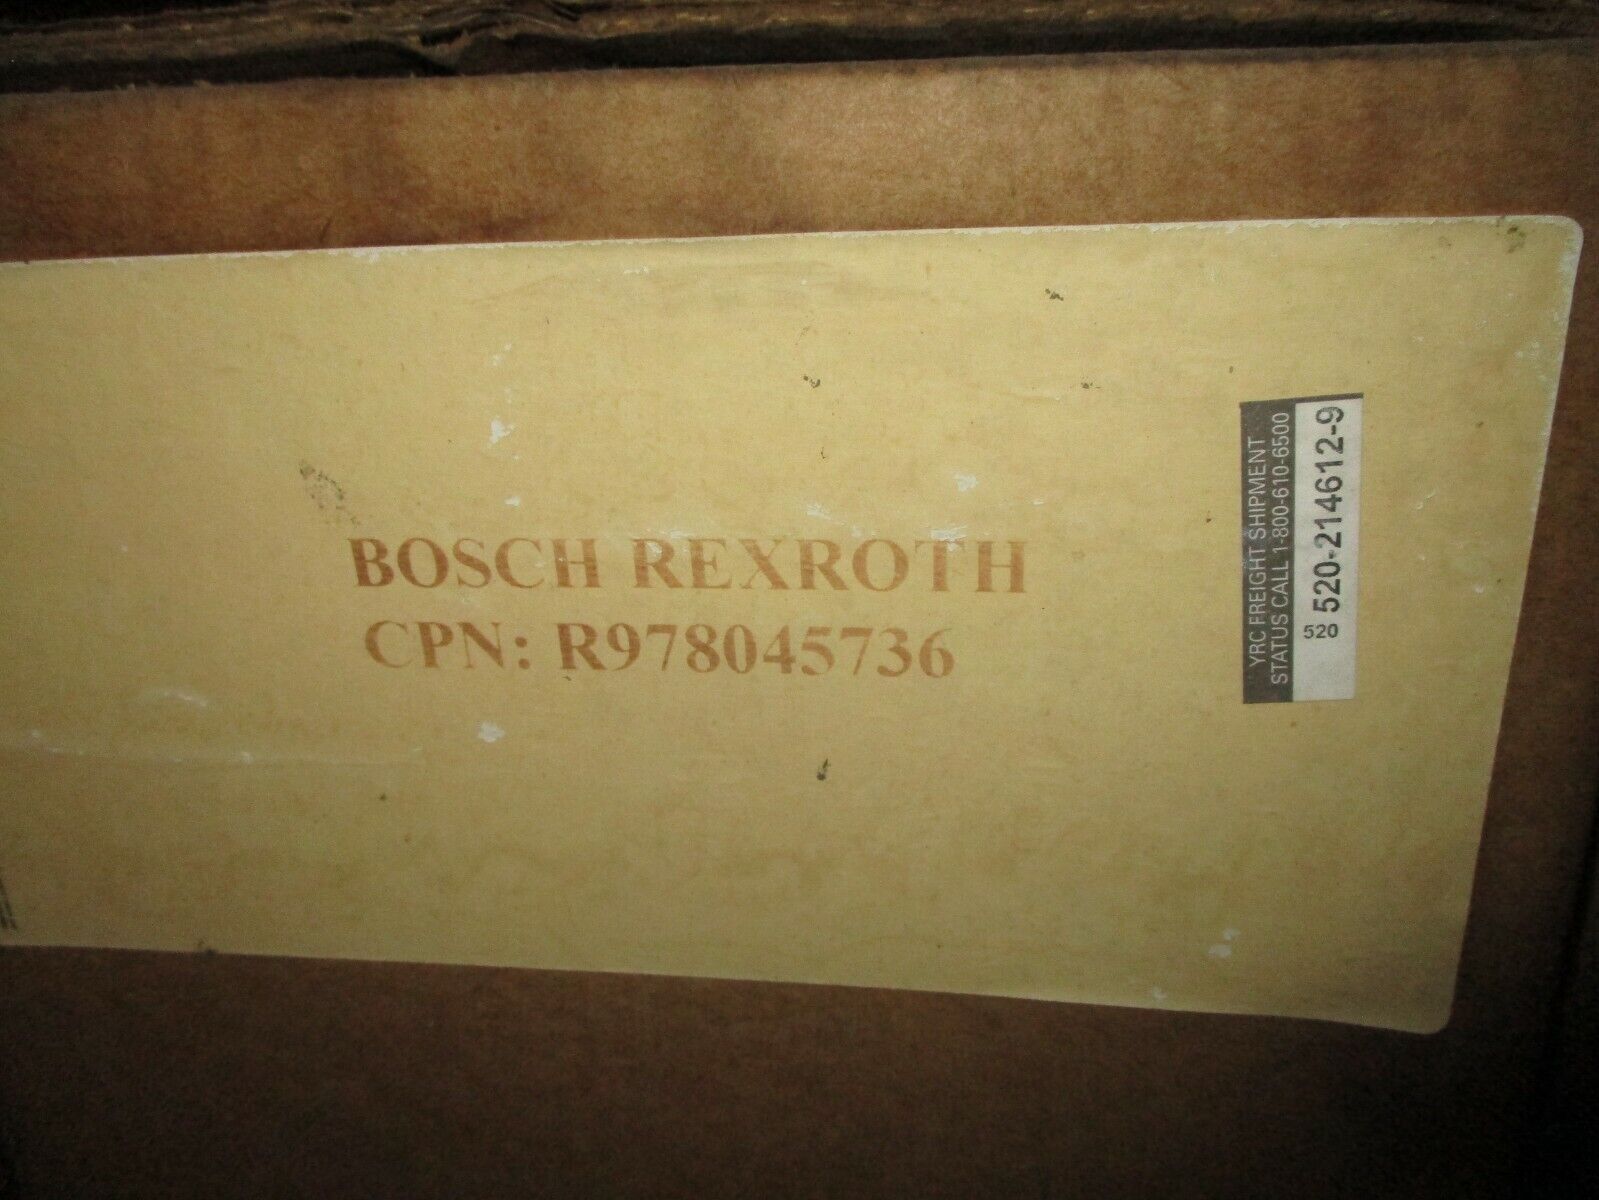 BOSCH REXROTH
CPN: R978045736
YRC FREIGHT SHIPMENT
STATUS CALL 1-800-610-6500
520 520-214612-9